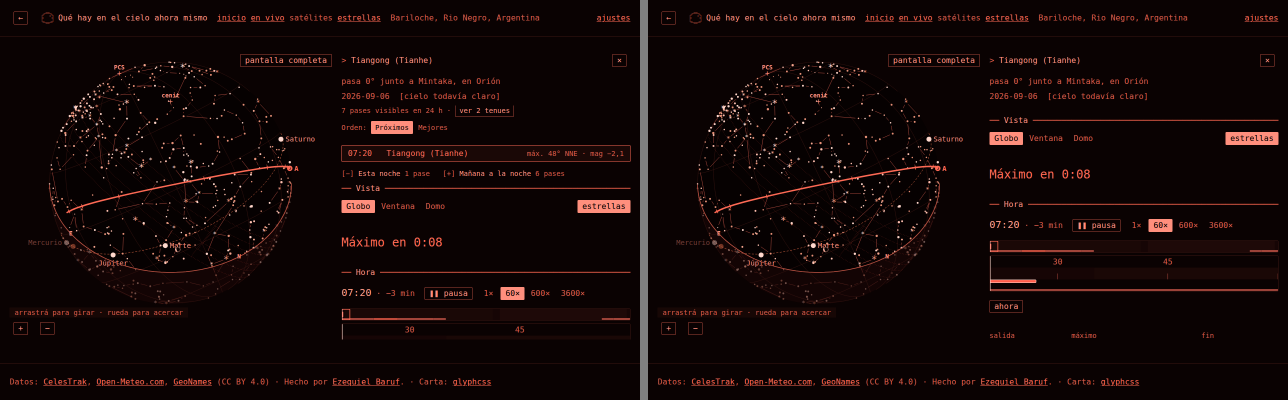 ← Qué hay en el cielo ahora mismo inicio en vivo satélites estrellas Bariloche, Río Negro, Argentina ajustes
pantalla completa
PCS
cenit
Saturno
A
E
Mercurio
Marte
Júpiter
N
arrastrá para girar · rueda para acercar
+ −
> Tiangong (Tianhe) ×
pasa 0° junto a Mintaka, en Orión
2026-09-06 [cielo todavía claro]
7 pases visibles en 24 h · ver 2 tenues
Orden: Próximos Mejores
07:20 Tiangong (Tianhe) máx. 48° NNE · mag −2,1
[−] Esta noche 1 pase [+] Mañana a la noche 6 pases
Vista
Globo Ventana Domo estrellas
Máximo en 0:08
Hora
07:20 · −3 min ❚❚ pausa 1× 60× 600× 3600×
30 45
Datos: CelesTrak, Open-Meteo.com, GeoNames (CC BY 4.0) · Hecho por Ezequiel Baruf. · Carta: glyphcss
← Qué hay en el cielo ahora mismo inicio en vivo satélites estrellas Bariloche, Río Negro, Argentina ajustes
pantalla completa
PCS
cenit
Saturno
A
E
Mercurio
Marte
Júpiter
N
arrastrá para girar · rueda para acercar
+ −
> Tiangong (Tianhe) ×
pasa 0° junto a Mintaka, en Orión
2026-09-06 [cielo todavía claro]
Vista
Globo Ventana Domo estrellas
Máximo en 0:08
Hora
07:20 · −3 min ❚❚ pausa 1× 60× 600× 3600×
30 45
ahora
salida máximo fin
Datos: CelesTrak, Open-Meteo.com, GeoNames (CC BY 4.0) · Hecho por Ezequiel Baruf. · Carta: glyphcss